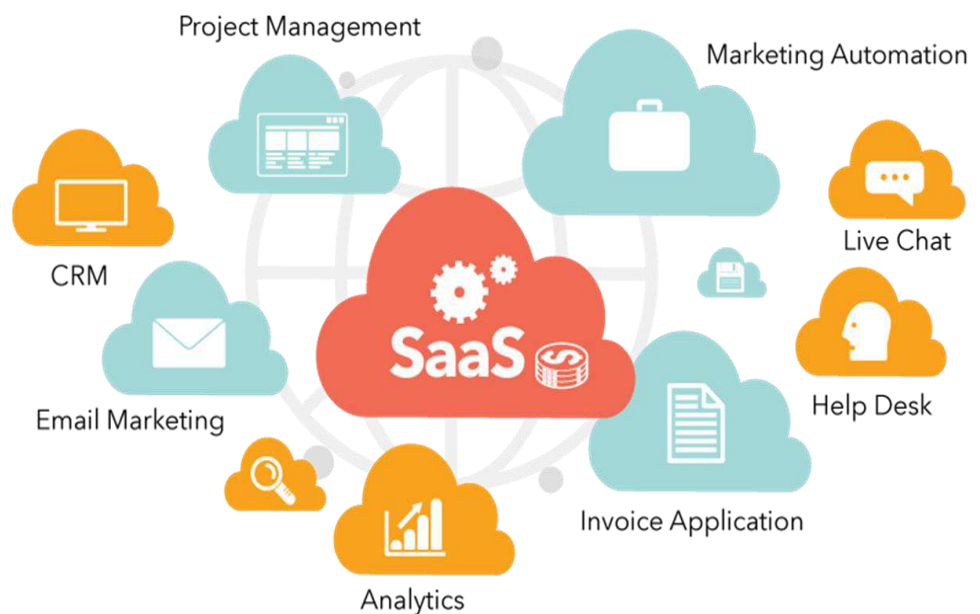 Project Management
Marketing Automation
CRM
Live Chat
SaaS
$
Email Marketing
Help Desk
Invoice Application
Analytics